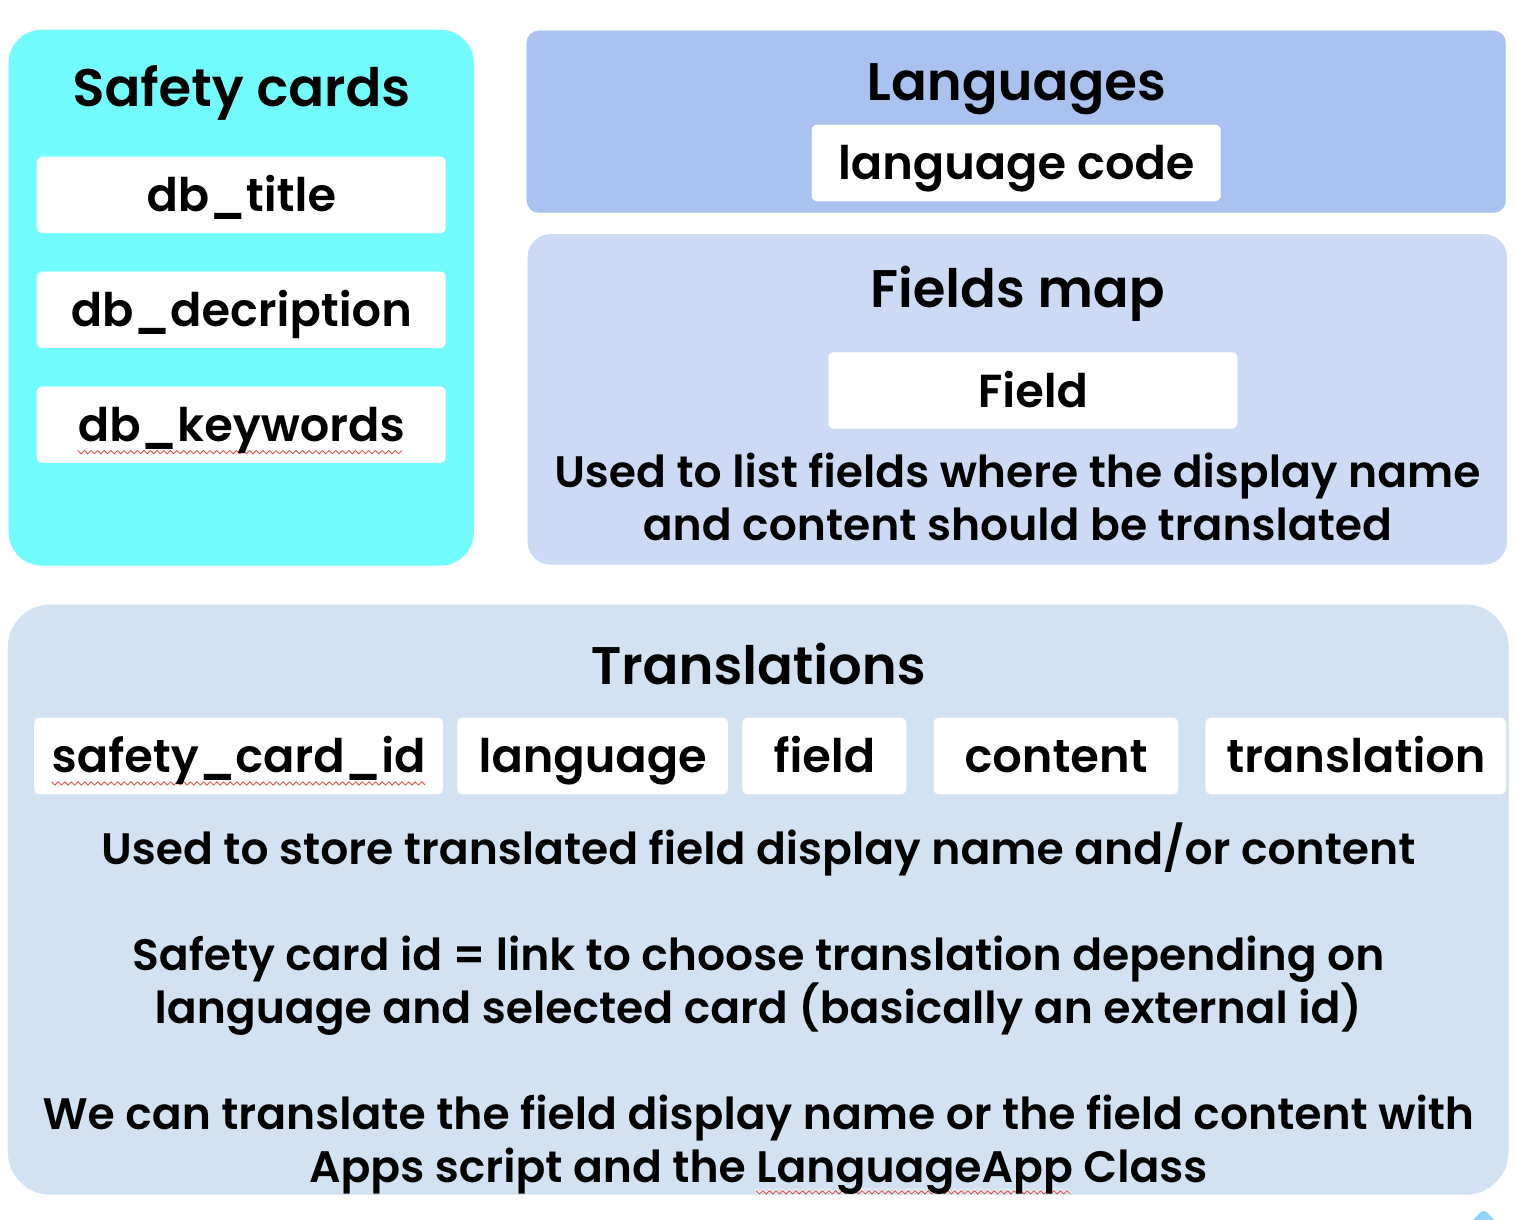 Safety cards
db_title
db_decription
db_keywords
Languages
language code
Fields map
Field
Used to list fields where the display name
and content should be translated
Translations
safety_card_id
language
field
content
translation
Used to store translated field display name and/or content
Safety card id = link to choose translation depending on
language and selected card (basically an external id)
We can translate the field display name or the field content with
Apps script and the LanguageApp Class